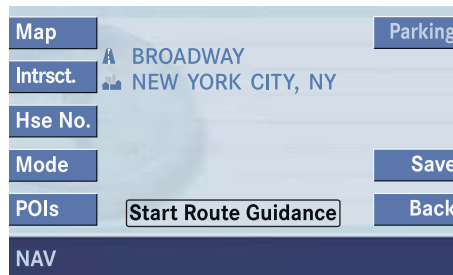 Map
Parking
BROADWAY
Intrsct.
NEW YORK CITY, NY
Hse No.
Mode
Save
POIs
Start Route Guidance
Back
NAV